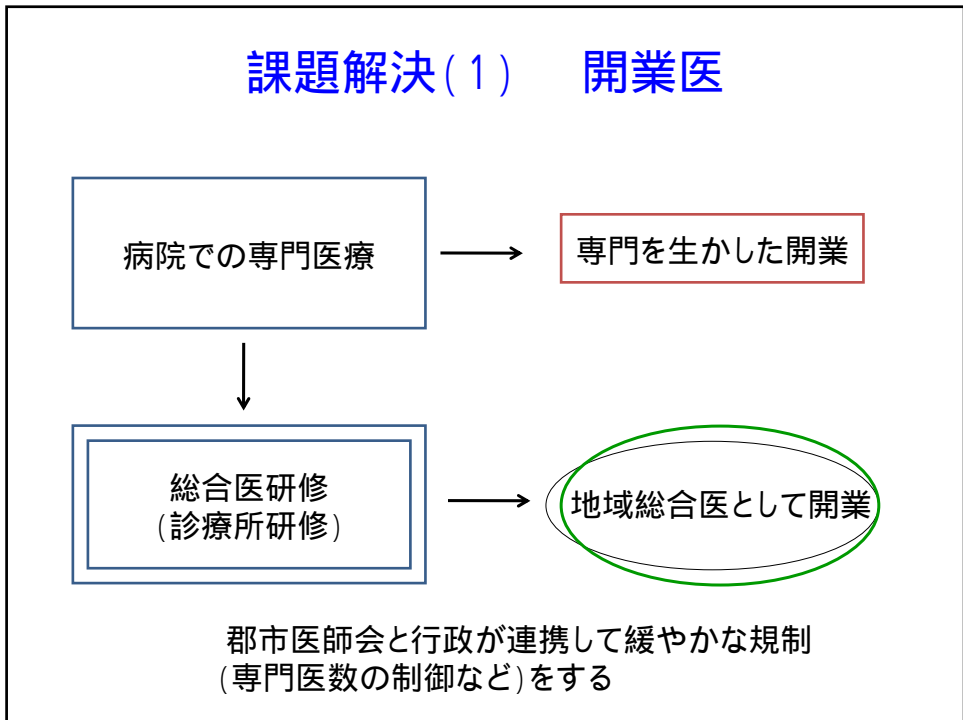 課題解決(1)　開業医
病院での専門医療
専門を生かした開業
総合医研修
(診療所研修)
地域総合医として開業
郡市医師会と行政が連携して緩やかな規制
(専門医数の制御など)をする